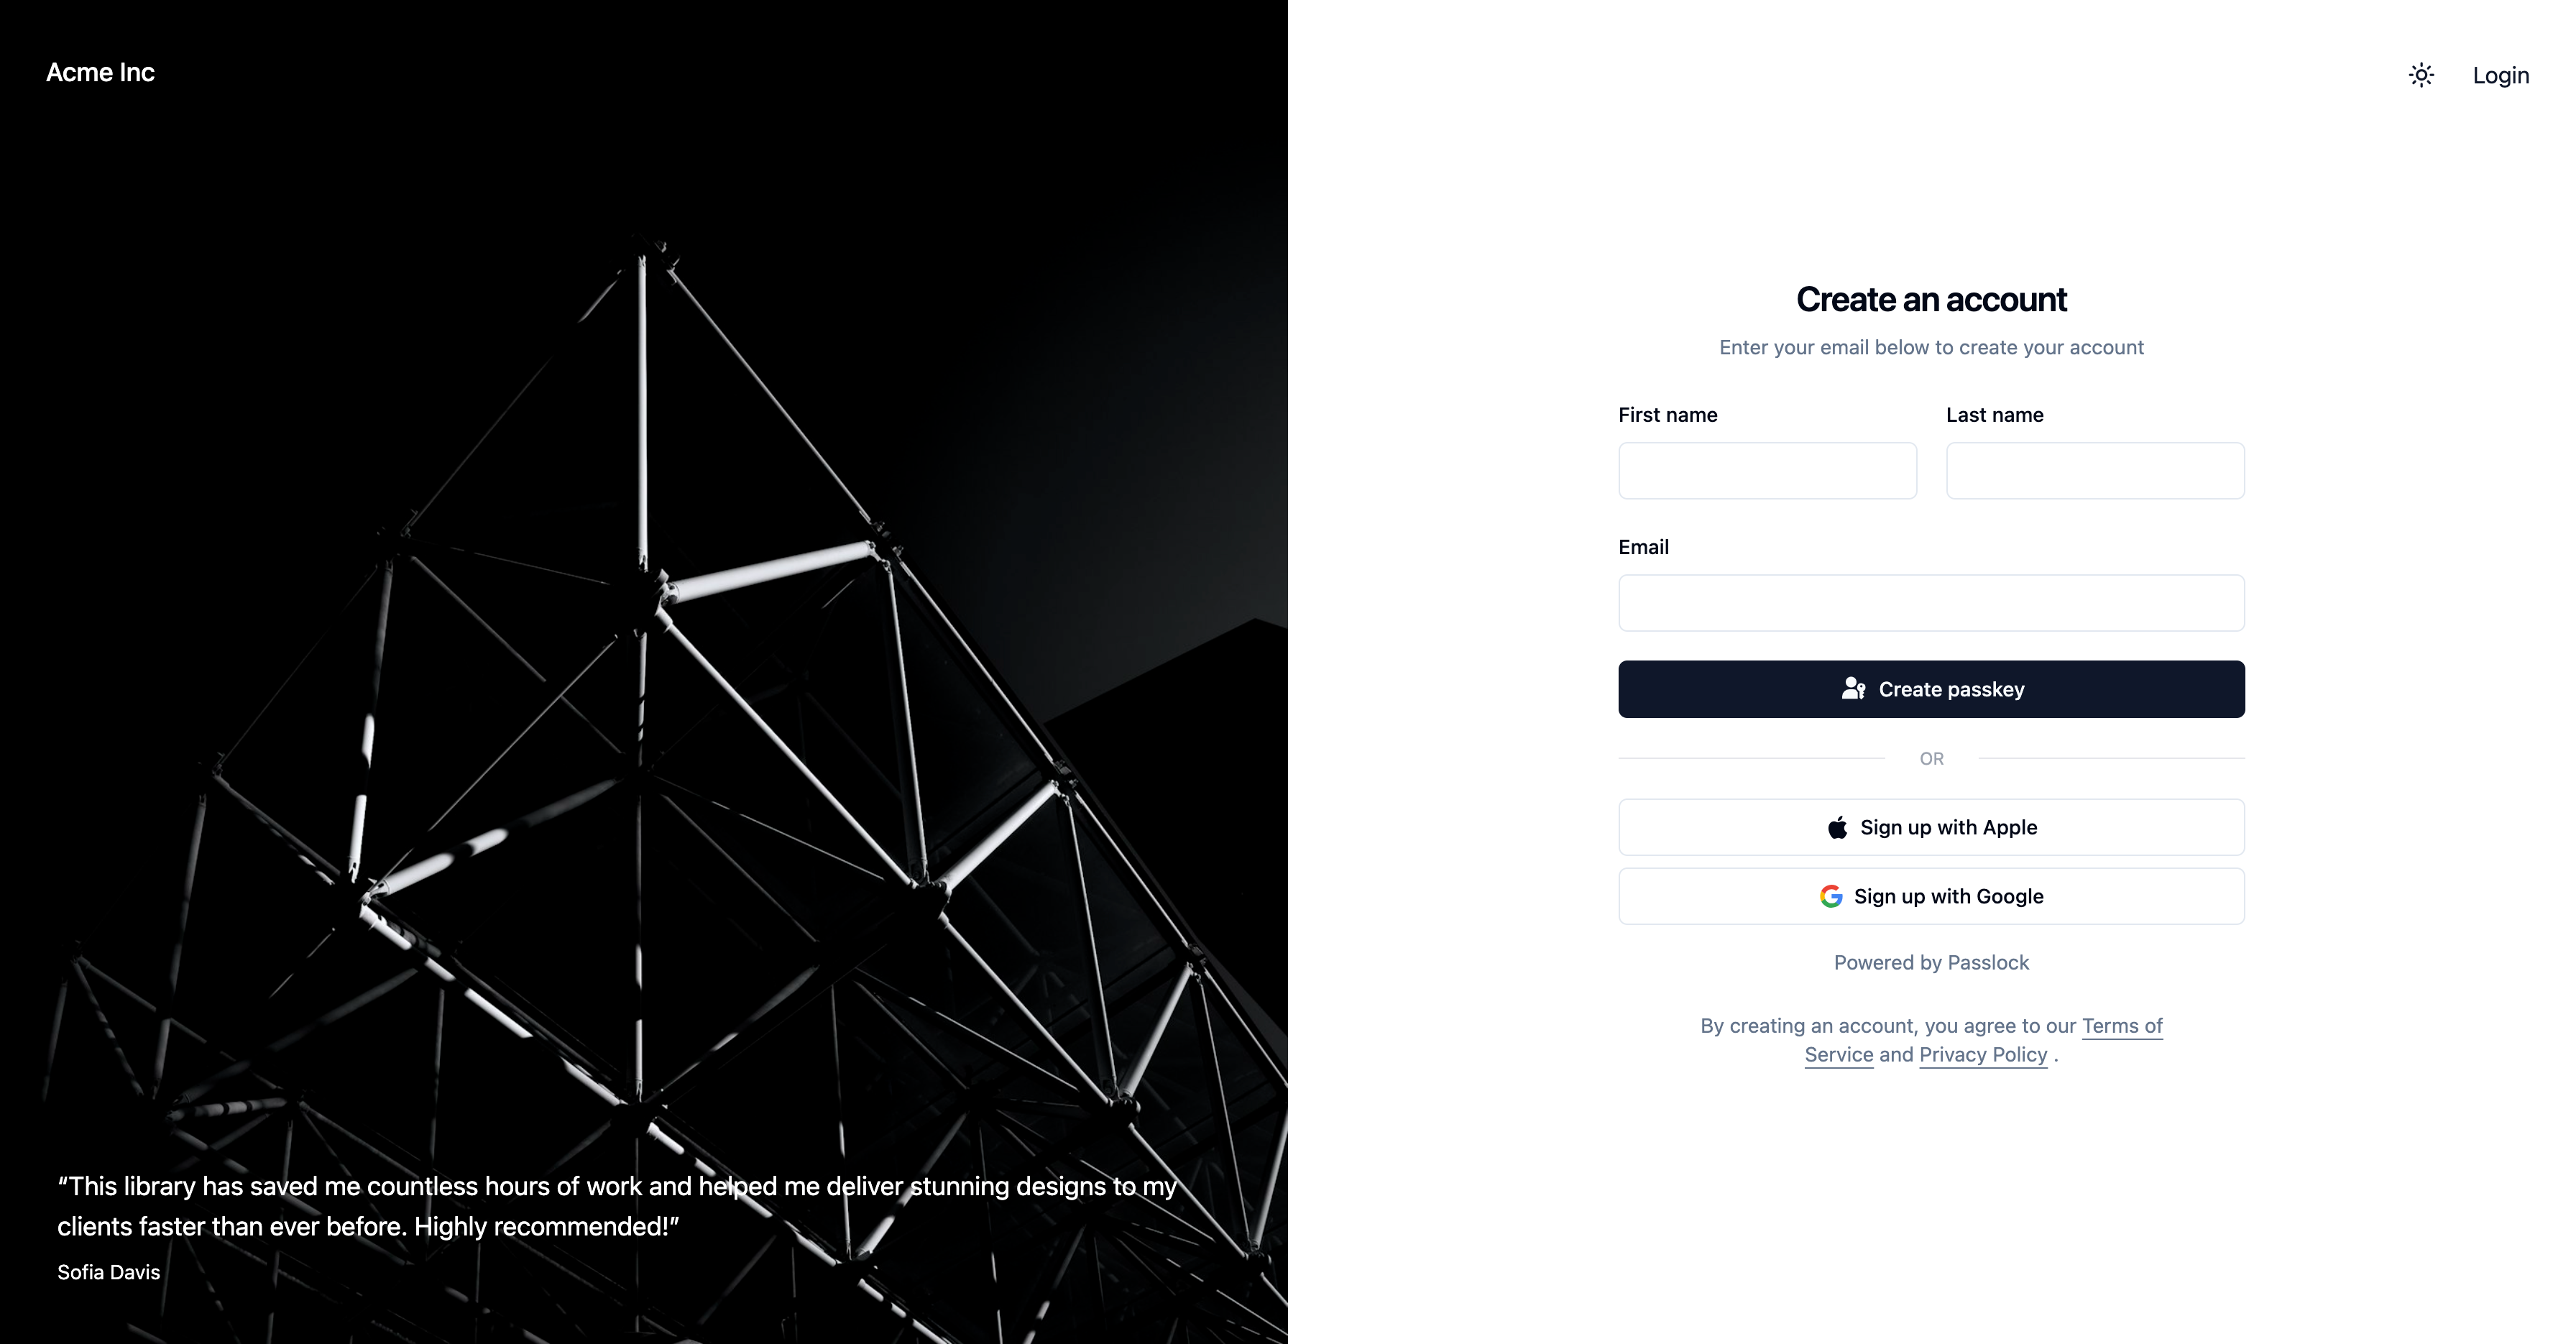 Acme Inc
“This library has saved me countless hours of work and helped me deliver stunning designs to my
clients faster than ever before. Highly recommended!”
Sofia Davis
Login
Create an account
Enter your email below to create your account
First name
Last name
Email
Create passkey
OR
Sign up with Apple
Sign up with Google
Powered by Passlock
By creating an account, you agree to our Terms of
Service and Privacy Policy .